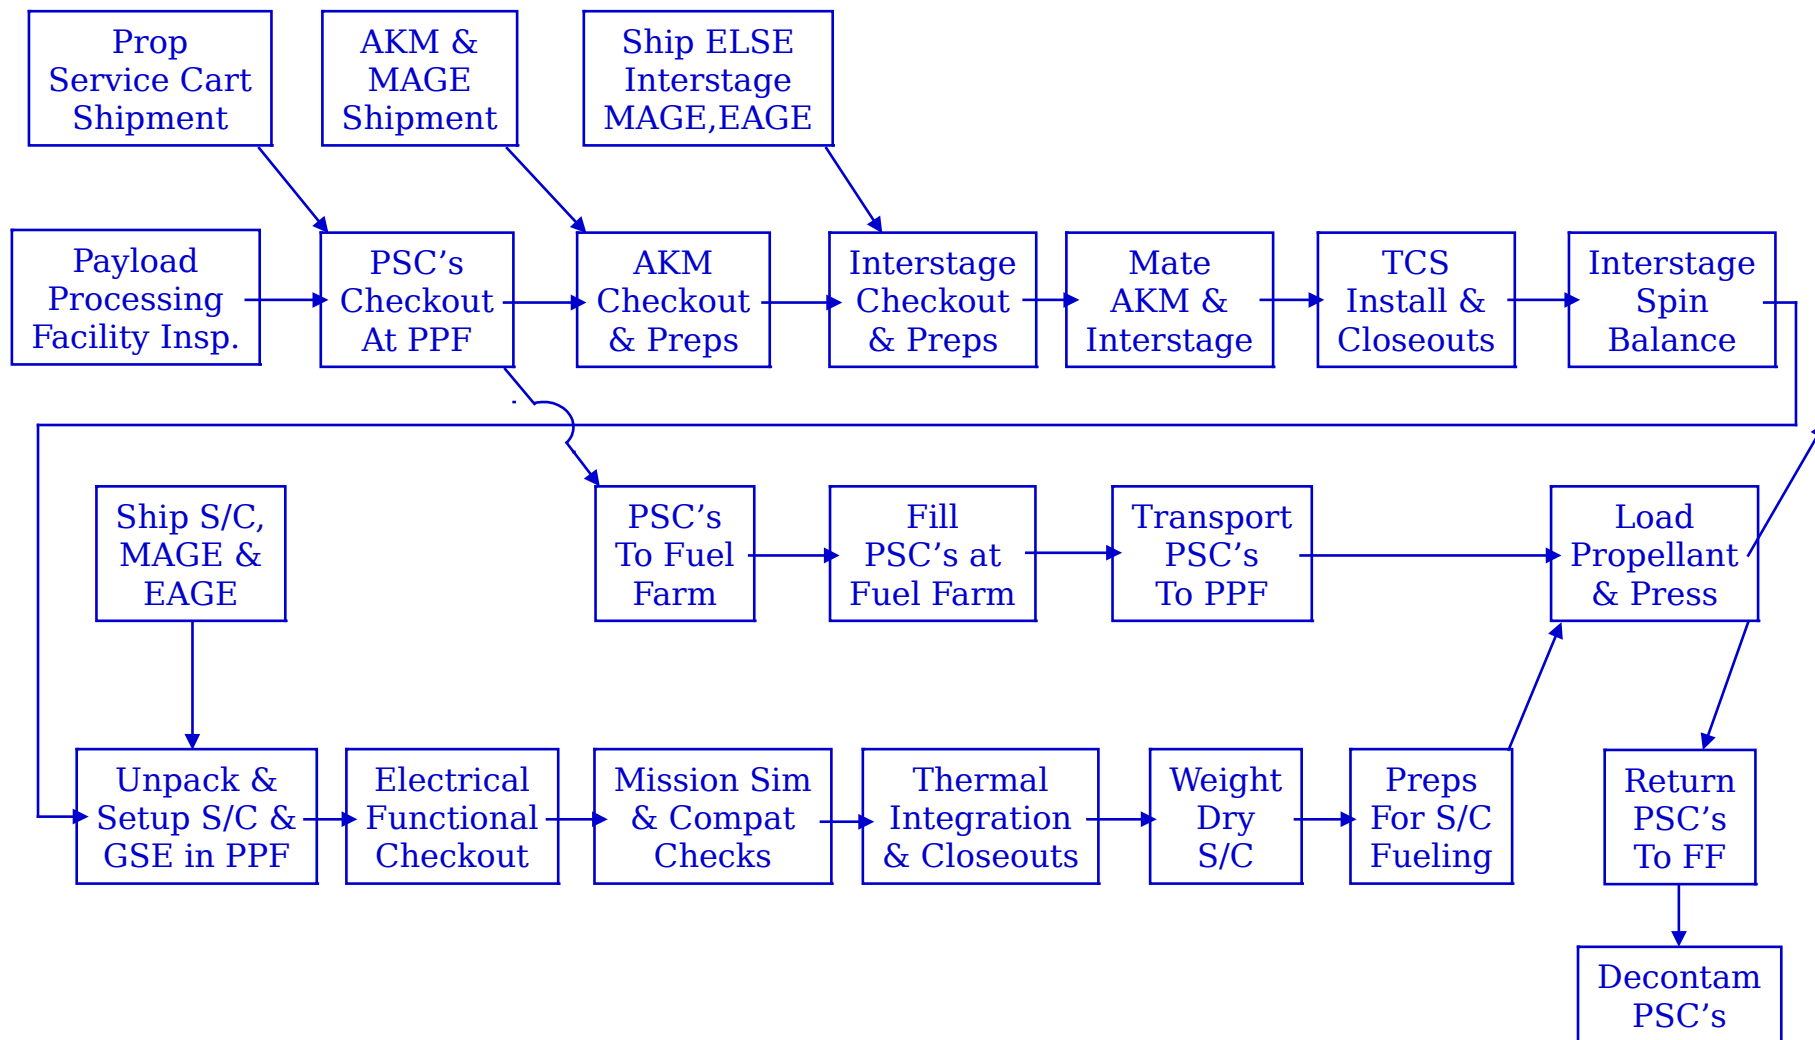 Prop
Service Cart
Shipment
AKM &
MAGE
Shipment
Ship ELSE
Interstage
MAGE,EAGE
Payload
Processing
Facility Insp.
PSC’s
Checkout
At PPF
AKM
Checkout
& Preps
Interstage
Checkout
& Preps
Mate
AKM &
Interstage
TCS
Install &
Closeouts
Interstage
Spin
Balance
Ship S/C,
MAGE &
EAGE
PSC’s
To Fuel
Farm
Fill
PSC’s at
Fuel Farm
Transport
PSC’s
To PPF
Load
Propellant
& Press
Unpack &
Setup S/C &
GSE in PPF
Electrical
Functional
Checkout
Mission Sim
& Compat
Checks
Thermal
Integration
& Closeouts
Weight
Dry
S/C
Preps
For S/C
Fueling
Return
PSC’s
To FF
Decontam
PSC’s